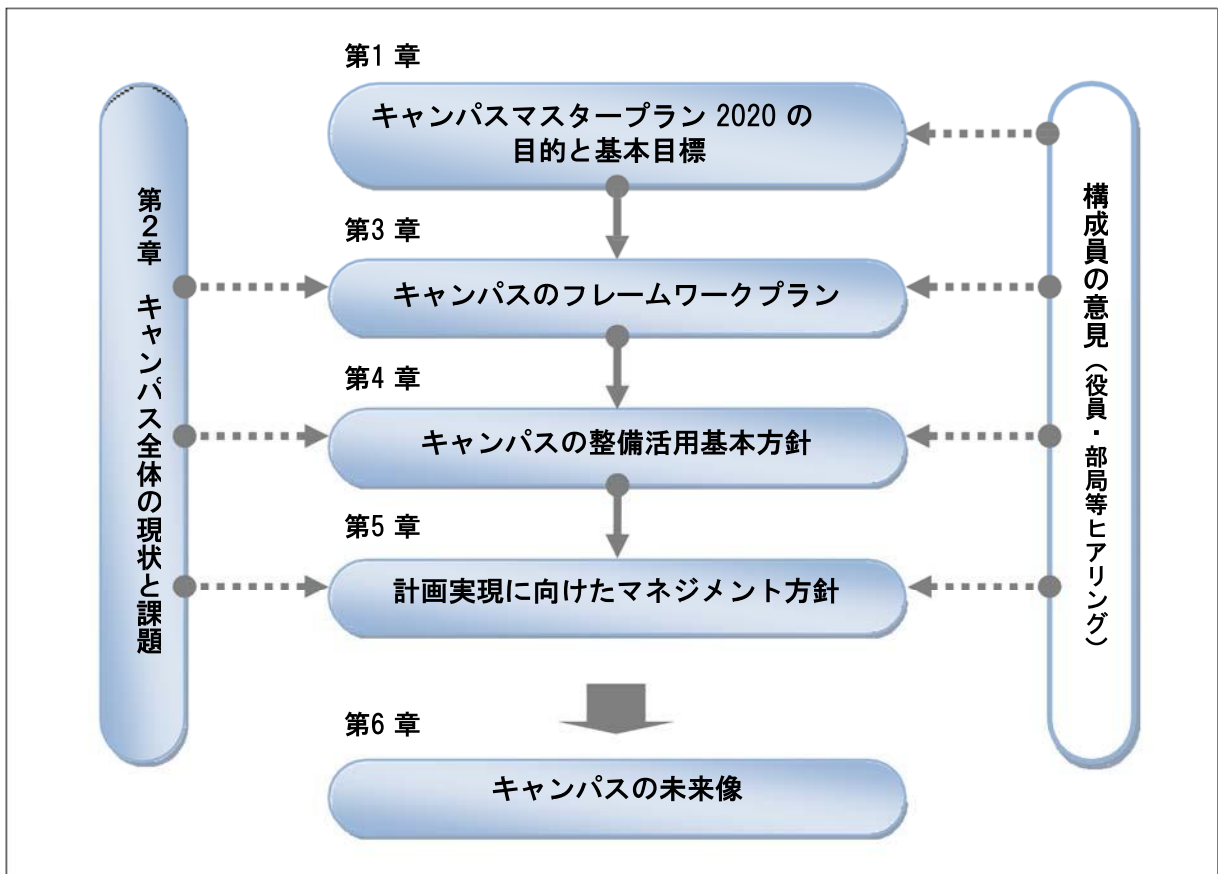 第1 章
キャンパスマスタープラン 2020 の
目的と基本目標
第2章 キャンパス全体の現状と課題
第3 章
キャンパスのフレームワークプラン
第4 章
キャンパスの整備活用基本方針
第5 章
計画実現に向けたマネジメント方針
第6 章
キャンパスの未来像
構成員の意見(役員・部局等ヒアリング)